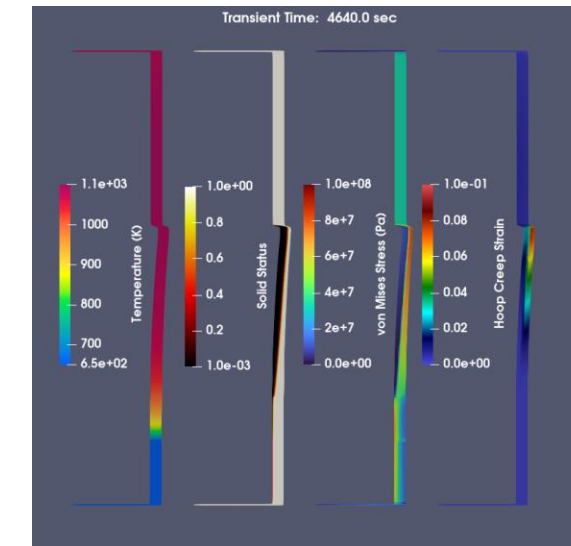 Transient Time: 4640.0 sec
1.1e+03
1000
900
800
700
6.5e+02
Temperature (K)
1.0e+00
0.8
0.6
0.4
0.2
1.0e-03
Solid Status
1.0e+08
8e+7
6e+7
4e+7
2e+7
0.0e+00
von Mises Stress (Pa)
1.0e-01
0.08
0.06
0.04
0.02
0.0e+00
Hoop Creep Strain